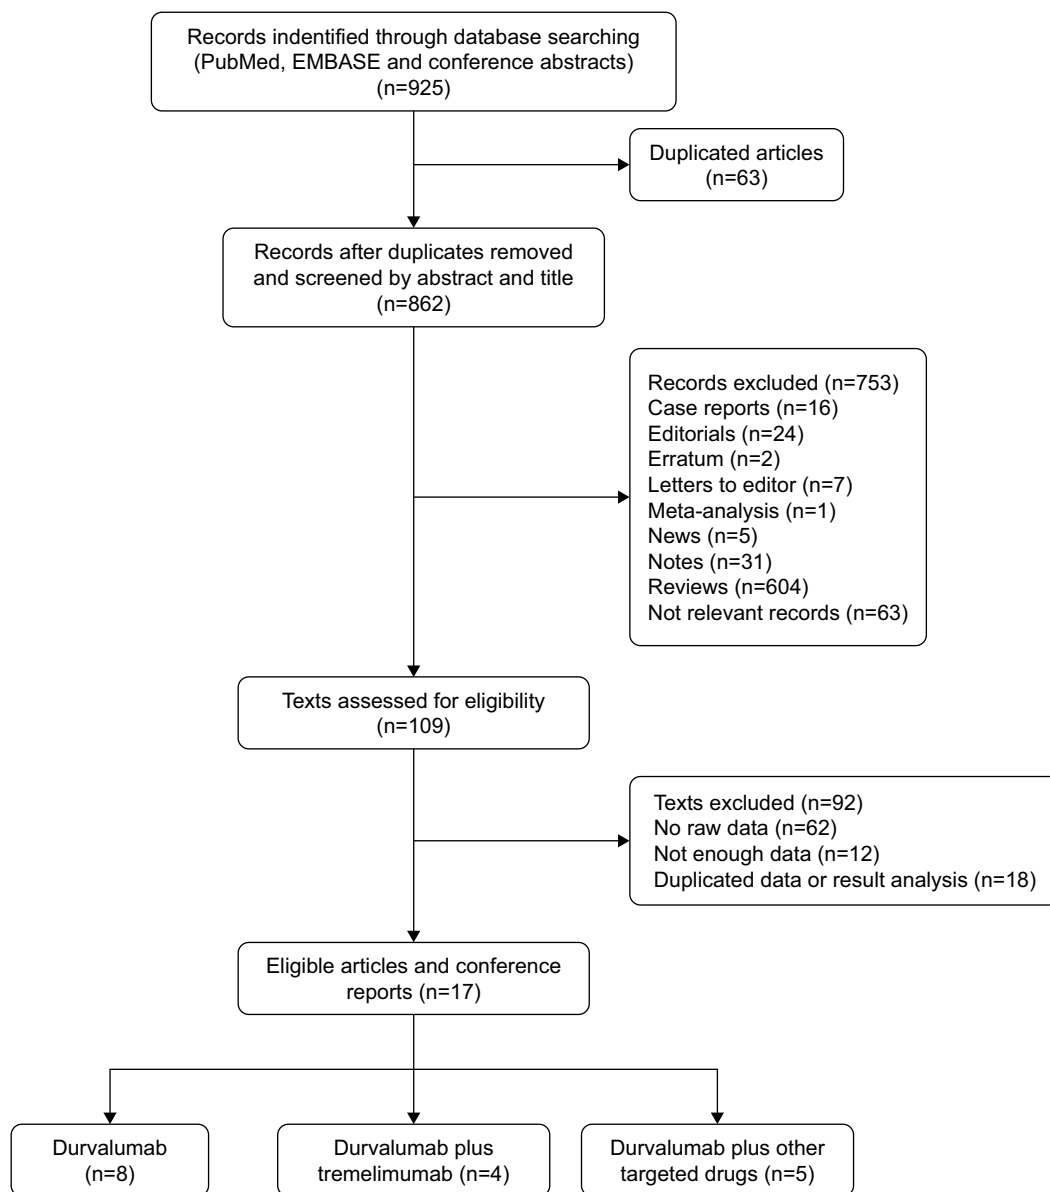 Records indentified through database searching
(PubMed, EMBASE and conference abstracts)
(n=925)
Duplicated articles
(n=63)
Records after duplicates removed
and screened by abstract and title
(n=862)
Records excluded (n=753)
Case reports (n=16)
Editorials (n=24)
Erratum (n=2)
Letters to editor (n=7)
Meta-analysis (n=1)
News (n=5)
Notes (n=31)
Reviews (n=604)
Not relevant records (n=63)
Texts assessed for eligibility
(n=109)
Texts excluded (n=92)
No raw data (n=62)
Not enough data (n=12)
Duplicated data or result analysis (n=18)
Eligible articles and conference
reports (n=17)
Durvalumab
(n=8)
Durvalumab plus
tremelimumab (n=4)
Durvalumab plus other
targeted drugs (n=5)